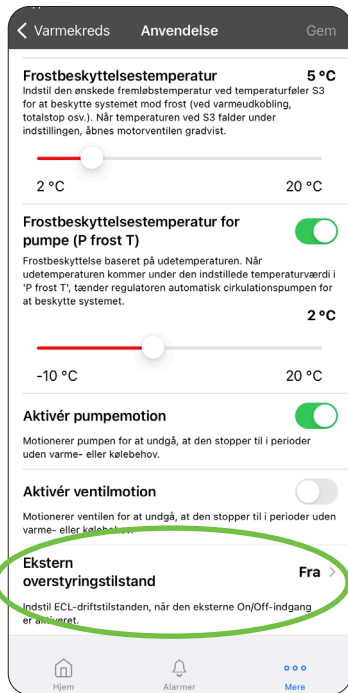 Varmekreds Anvendelse Gem
Frostbeskyttelsestemperatur 5 °C
Indstil den ønskede fremløbstemperatur ved temperaturføler S3
for at beskytte systemet mod frost (ved varmeudkobling,
totalstop osv.). Når temperaturen ved S3 falder under
indstillingen, åbnes motorventilen gradvist.
2 °C 20 °C
Frostbeskyttelsestemperatur for
pumpe (P frost T)
Frostbeskyttelse baseret på udetemperaturen. Når
udetemperaturen kommer under den indstillede temperaturværdi i
'P frost T', tænder regulatoren automatisk cirkulationspumpen for
at beskytte systemet.
2 °C
-10 °C 20 °C
Aktivér pumpemotion
Motionerer pumpen for at undgå, at den stopper til i perioder
uden varme- eller kølebehov.
Aktivér ventilmotion
Motionerer ventilen for at undgå, at den stopper til i perioder uden
varme- eller kølebehov.
Ekstern
overstyringstilstand Fra
Indstil ECL-driftstilstanden, når den eksterne On/Off-indgang
er aktiveret.
Hjem Alarmer Mere